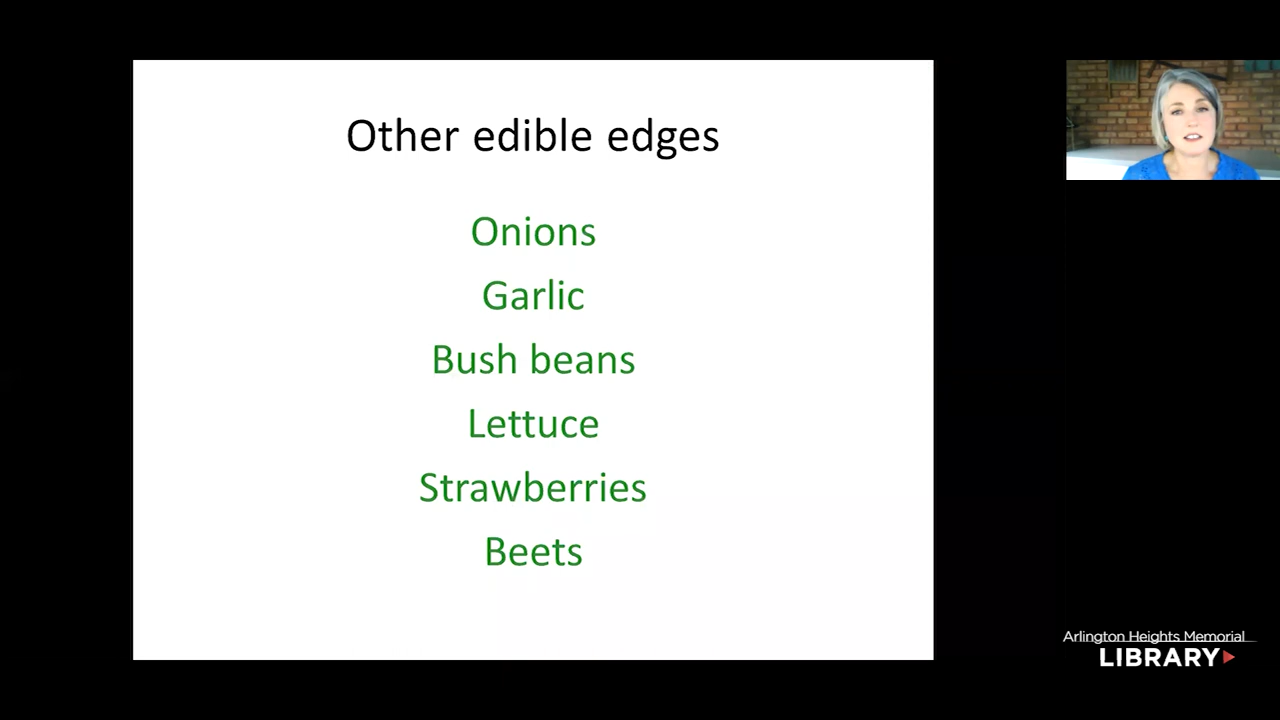 Other edible edges
Onions
Garlic
Bush beans
Lettuce
Strawberries
Beets
Arlington Heights Memorial
LIBRARY